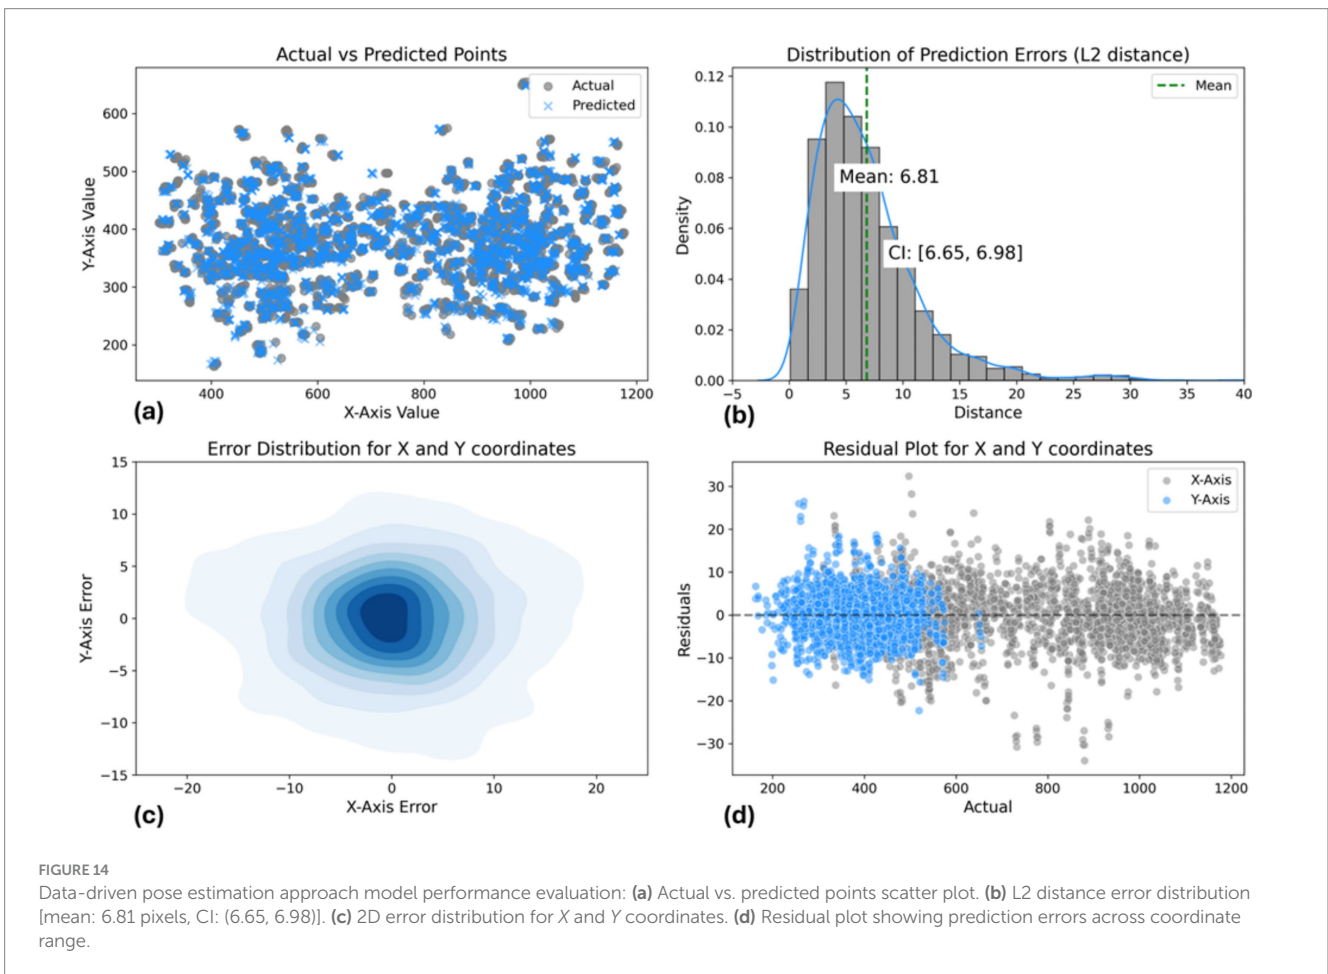 Actual vs Predicted Points
Actual
Predicted
600
500
400
300
200
Y-Axis Value
400
600
800
1000
1200
X-Axis Value
(a)
Distribution of Prediction Errors (L2 distance)
Mean
Mean: 6.81
CI: [6.65, 6.98]
0.12
0.10
0.08
0.06
0.04
0.02
0.00
Density
−5
0
5
10
15
20
25
30
35
40
Distance
(b)
Error Distribution for X and Y coordinates
15
10
5
0
−5
−10
−15
Y-Axis Error
−20
−10
0
10
20
X-Axis Error
(c)
Residual Plot for X and Y coordinates
X-Axis
Y-Axis
30
20
10
0
−10
−20
−30
Residuals
200
400
600
800
1000
1200
Actual
(d)
FIGURE 14
Data-driven pose estimation approach model performance evaluation: (a) Actual vs. predicted points scatter plot. (b) L2 distance error distribution
[mean: 6.81 pixels, CI: (6.65, 6.98)]. (c) 2D error distribution for X and Y coordinates. (d) Residual plot showing prediction errors across coordinate
range.